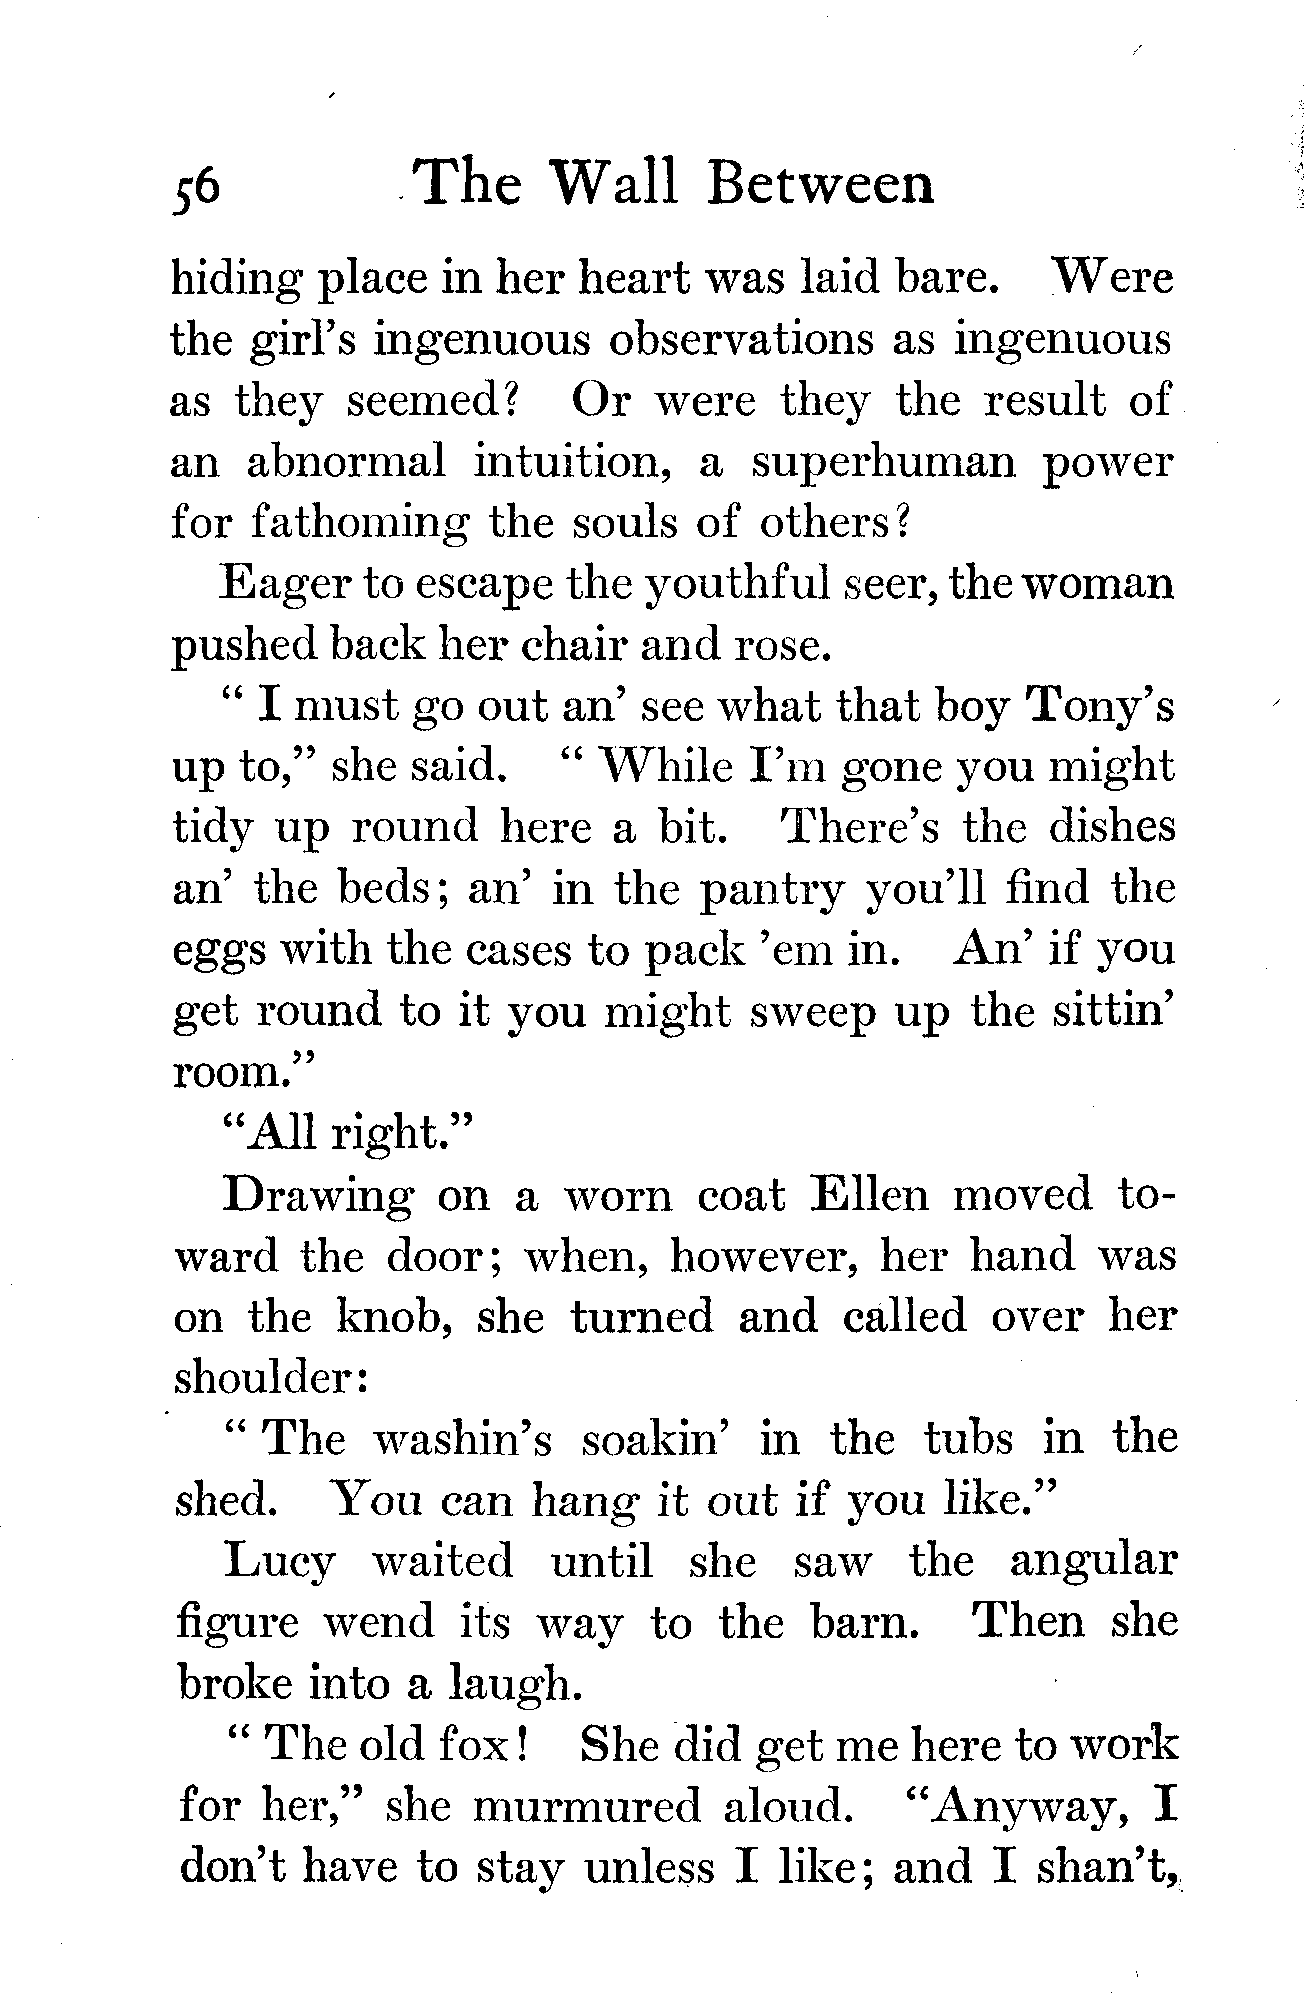 56 The Wall Between
hiding place in her heart was laid bare. Were
the girl's ingenuous observations as ingenuous
as they seemed? Or were they the result of
an abnormal intuition, a superhuman power
for fathoming the souls of others?
Eager to escape the youthful seer, the woman
pushed back her chair and rose.
" I must go out an' see what that boy Tony's
up to," she said. " While I'm gone you might
tidy up round here a bit. There's the dishes
an' the beds; an' in the pantry you'll find the
eggs with the cases to pack 'em in. An' if you
get round to it you might sweep up the sittin'
room."
"All right."
Drawing on a worn coat Ellen moved to-
ward the door; when, however, her hand was
on the knob, she turned and called over her
shoulder:
" The washin's soakin' in the tubs in the
shed. You can hang it out if you like."
Lucy waited until she saw the angular
figure wend its way to the barn. Then she
broke into a laugh.
" The old fox! She did get me here to work
for her," she murmured aloud. "Anyway, I
don't have to stay unless I like; and I shan't,